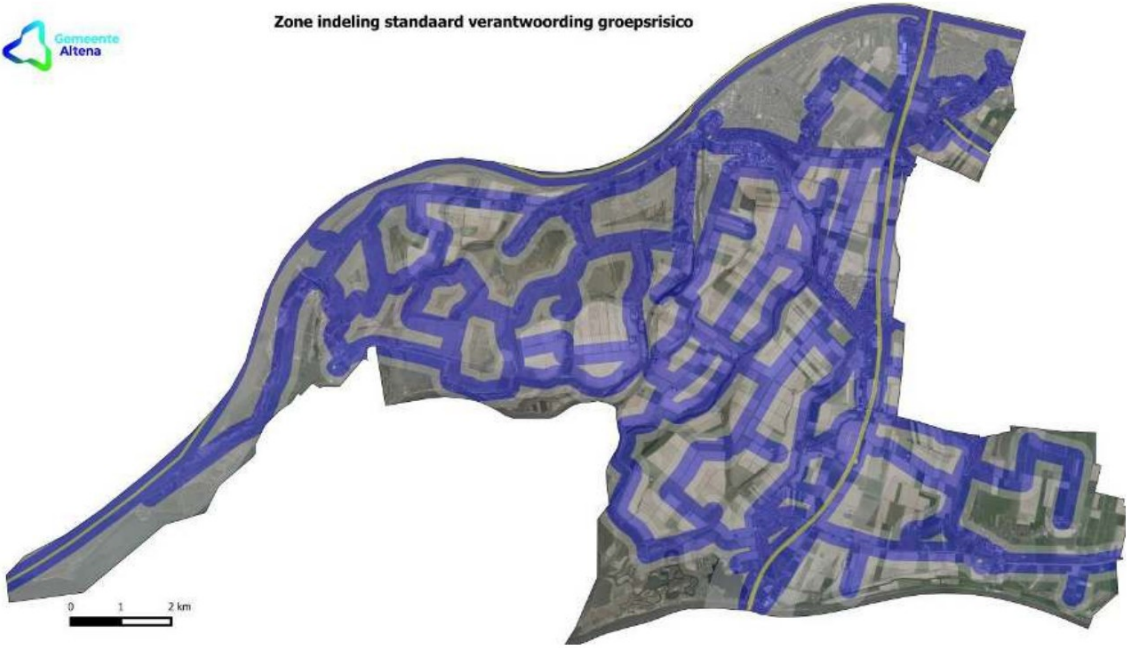 Zone indeling standaard verantwoording groepsrisico
Gemeente
Altena
0 1 2 km